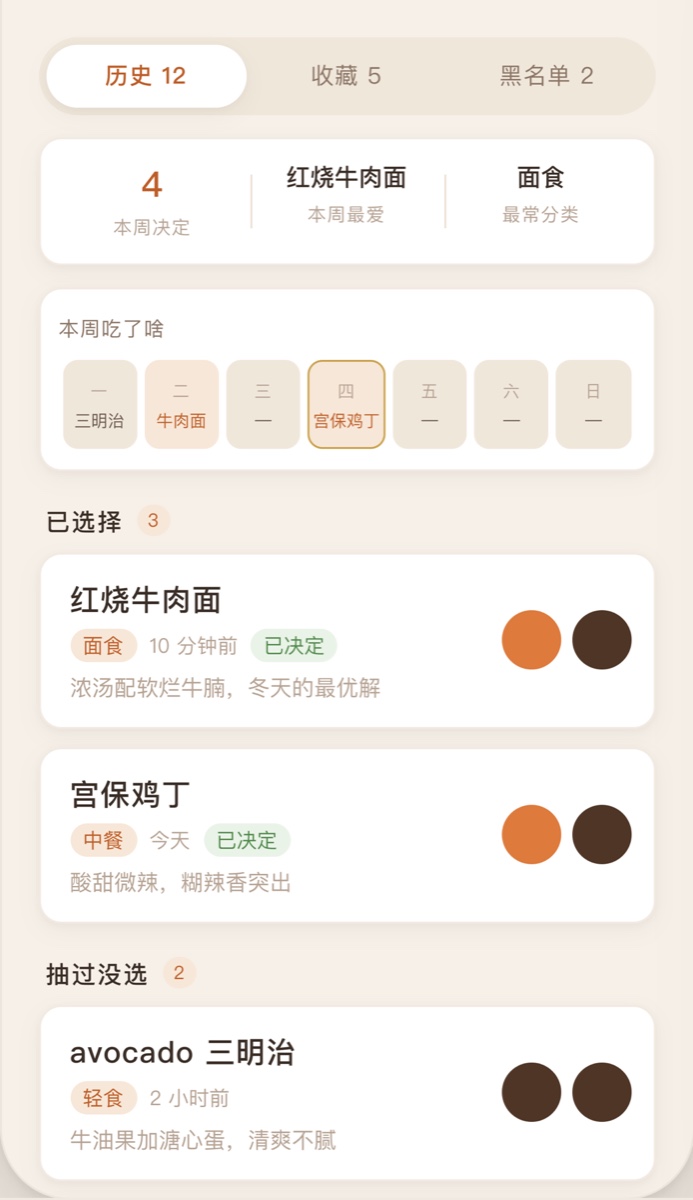 历史 12 收藏 5 黑名单 2
4 红烧牛肉面 面食
本周决定 本周最爱 最常分类
本周吃了啥
一 二 三 四 五 六 日
三明治 牛肉面 — 宫保鸡丁 — — —
已选择 3
红烧牛肉面
面食 10 分钟前 已决定
浓汤配软烂牛腩，冬天的最优解
宫保鸡丁
中餐 今天 已决定
酸甜微辣，糊辣香突出
抽过没选 2
avocado 三明治
轻食 2 小时前
牛油果加溏心蛋，清爽不腻